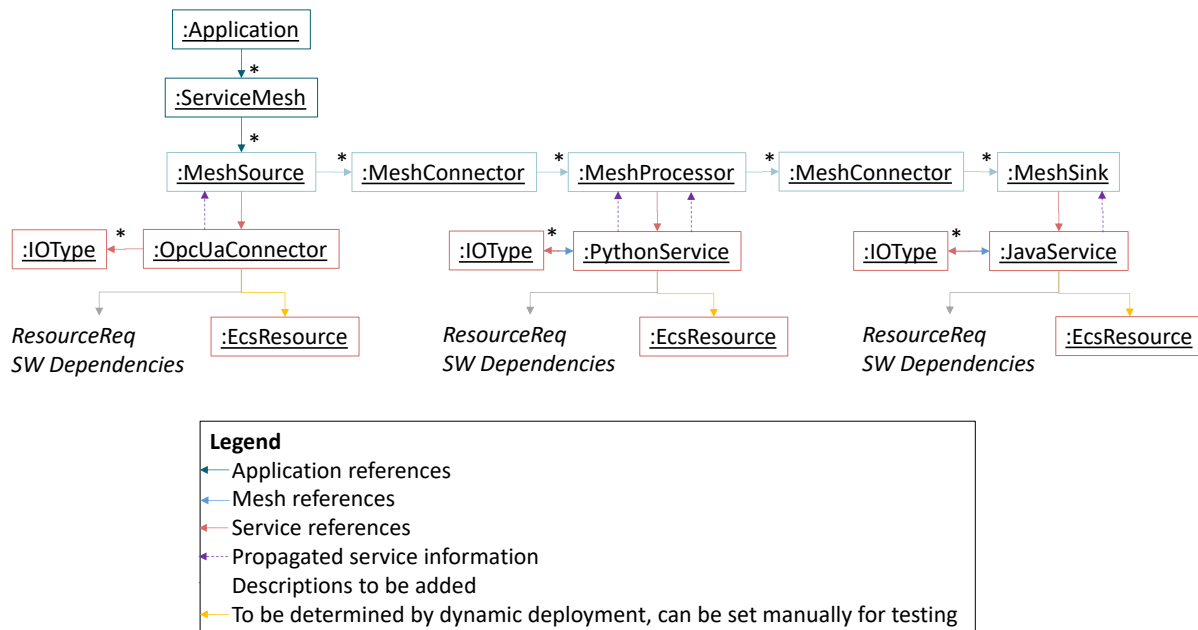 :Application
*
:ServiceMesh
*
:MeshSource
*
:MeshConnector
*
:MeshProcessor
*
:MeshConnector
*
:MeshSink
:IOType
*
:OpcUaConnector
:IOType
*
:PythonService
:IOType
*
:JavaService
ResourceReq
SW Dependencies
:EcsResource
ResourceReq
SW Dependencies
:EcsResource
ResourceReq
SW Dependencies
:EcsResource
Legend
Application references
Mesh references
Service references
Propagated service information
Descriptions to be added
To be determined by dynamic deployment, can be set manually for testing